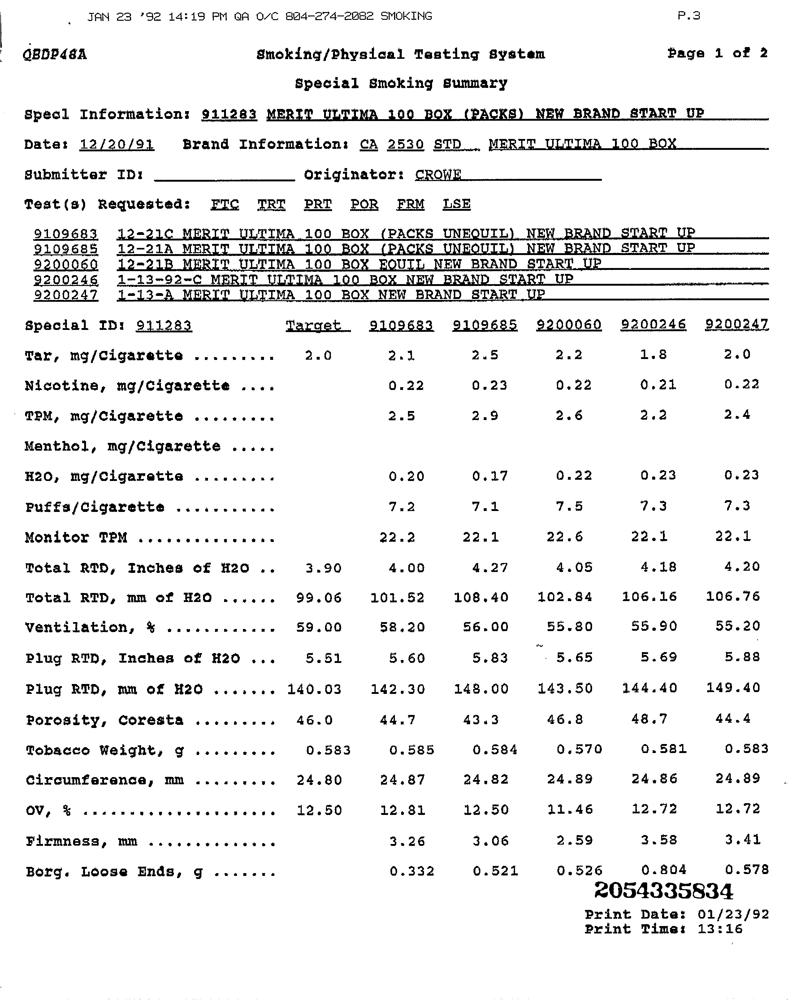 JAN 23 '92 14:19 PM QA O/C 804-274-2082 SMOKING P.3
QBDP48A Smoking/Physical Testing System Page 1 of 2
Special Smoking Summary
Specl Information: 911283 MERIT ULTIMA 100 BOX (PACKS) NEW BRAND START UP
Date: 12/20/91 Brand Information: CA 2530 STD MERIT ULTIMA 100 BOX
Submitter ID: Originator: CROWE
Test(s) Requested: FTC TRT PRT POR FRM LSE
9109683 12-21C MERIT ULTIMA 100 BOX (PACKS UNEQUIL) NEW BRAND START UP
9109685 12-21A MERIT ULTIMA 100 BOX (PACKS UNEQUIL) NEW BRAND START UP
9200060 12-21B MERIT ULTIMA 100 BOX EQUIL NEW BRAND START UP
9200246 1-13-92-C MERIT ULTIMA 100 BOX NEW BRAND START UP
9200247 1-13-A MERIT ULTIMA 100 BOX NEW BRAND START UP
Special ID: 911283 Target 9109683 9109685 9200060 9200246 9200247
Tar, mg/Cigarette ......... 2.0 2.1 2.5 2.2 1.8 2.0
Nicotine, mg/Cigarette .... 0.22 0.23 0.22 0.21 0.22
TPM, mg/Cigarette ......... 2.5 2.9 2.6 2.2 2.4
Menthol, mg/Cigarette .....
H2O, mg/Cigarette ......... 0.20 0.17 0.22 0.23 0.23
Puffs/Cigarette ........... 7.2 7.1 7.5 7.3 7.3
Monitor TPM ............... 22.2 22.1 22.6 22.1 22.1
Total RTD, Inches of H2O .. 3.90 4.00 4.27 4.05 4.18 4.20
Total RTD, mm of H2O ...... 99.06 101.52 108.40 102.84 106.16 106.76
Ventilation, % ............ 59.00 58.20 56.00 55.80 55.90 55.20
Plug RTD, Inches of H2O ... 5.51 5.60 5.83 5.65 5.69 5.88
Plug RTD, mm of H2O ....... 140.03 142.30 148.00 143.50 144.40 149.40
Porosity, Coresta ......... 46.0 44.7 43.3 46.8 48.7 44.4
Tobacco Weight, g ......... 0.583 0.585 0.584 0.570 0.581 0.583
Circumference, mm ......... 24.80 24.87 24.82 24.89 24.86 24.89
OV, % ..................... 12.50 12.81 12.50 11.46 12.72 12.72
Firmness, mm .............. 3.26 3.06 2.59 3.58 3.41
Borg. Loose Ends, g ....... 0.332 0.521 0.526 0.804 0.578
2054335834
Print Date: 01/23/92
Print Time: 13:16